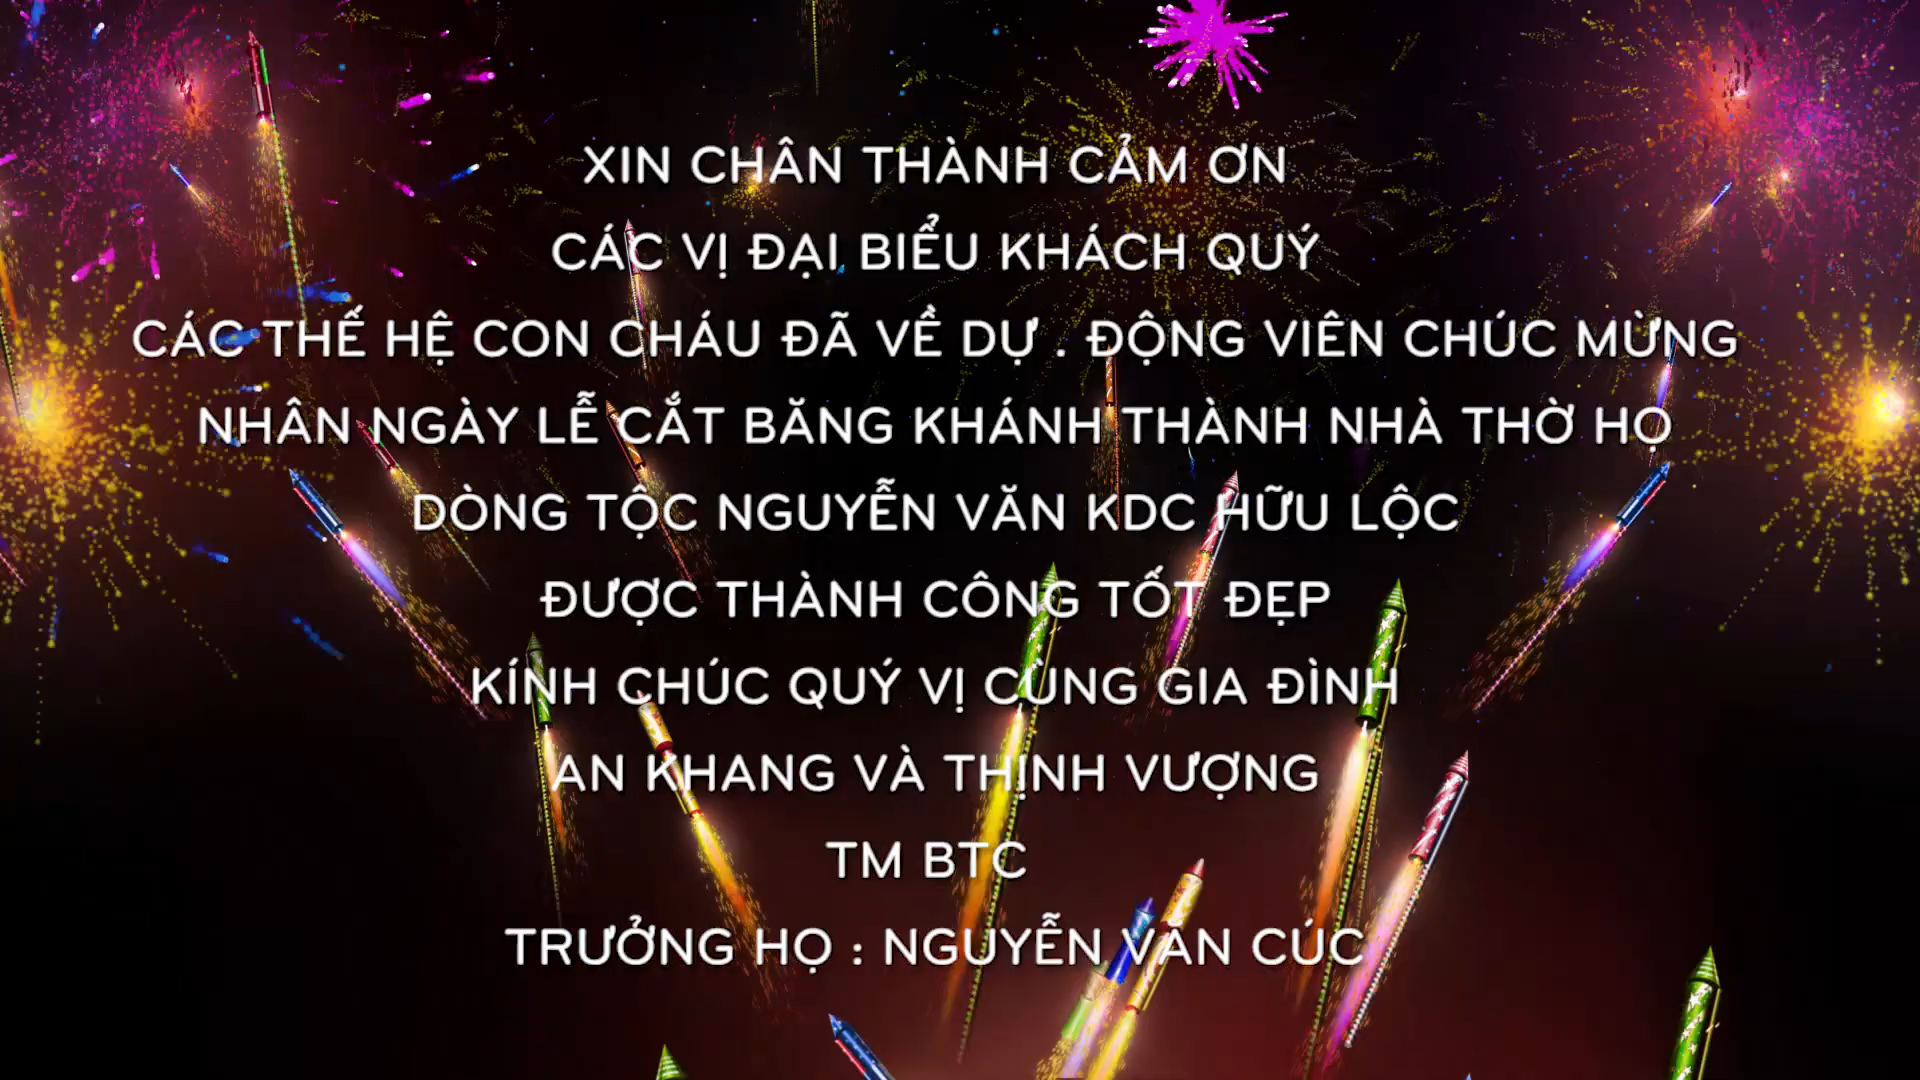 XIN CHÂN THÀNH CẢM ƠN
CÁC VỊ ĐẠI BIỂU KHÁCH QUÝ
CÁC THẾ HỆ CON CHÁU ĐÃ VỀ DỰ . ĐỘNG VIÊN CHÚC MỪNG
NHÂN NGÀY LỄ CẮT BĂNG KHÁNH THÀNH NHÀ THỜ HỌ
DÒNG TỘC NGUYỄN VĂN KDC HỮU LỘC
ĐƯỢC THÀNH CÔNG TỐT ĐẸP
KÍNH CHÚC QUÝ VỊ CÙNG GIA ĐÌNH
AN KHANG VÀ THỊNH VƯỢNG
TM BTC
TRƯỞNG HỌ : NGUYỄN VĂN CÚC